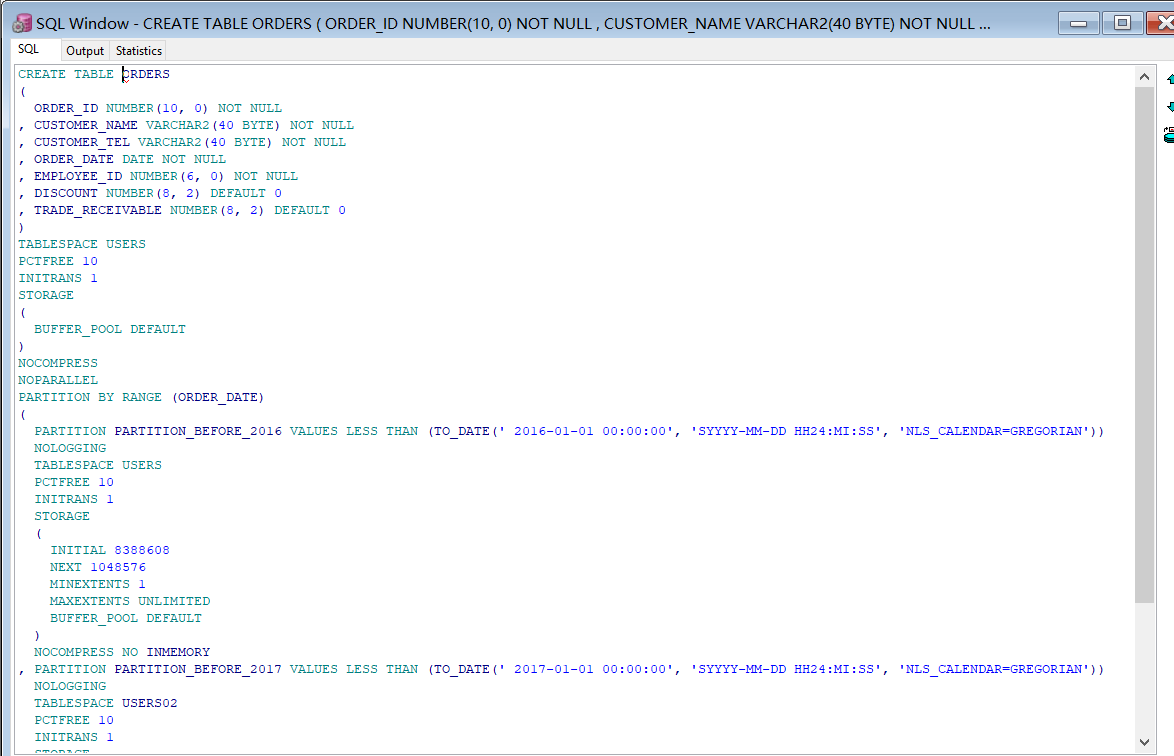 SQL Window - CREATE TABLE ORDERS ( ORDER_ID NUMBER(10, 0) NOT NULL , CUSTOMER_NAME VARCHAR2(40 BYTE) NOT NULL ...
SQL Output Statistics
CREATE TABLE ORDERS
(
  ORDER_ID NUMBER(10, 0) NOT NULL
, CUSTOMER_NAME VARCHAR2(40 BYTE) NOT NULL
, CUSTOMER_TEL VARCHAR2(40 BYTE) NOT NULL
, ORDER_DATE DATE NOT NULL
, EMPLOYEE_ID NUMBER(6, 0) NOT NULL
, DISCOUNT NUMBER(8, 2) DEFAULT 0
, TRADE_RECEIVABLE NUMBER(8, 2) DEFAULT 0
)
TABLESPACE USERS
PCTFREE 10
INITRANS 1
STORAGE
(
  BUFFER_POOL DEFAULT
)
NOCOMPRESS
NOPARALLEL
PARTITION BY RANGE (ORDER_DATE)
(
  PARTITION PARTITION_BEFORE_2016 VALUES LESS THAN (TO_DATE(' 2016-01-01 00:00:00', 'SYYYY-MM-DD HH24:MI:SS', 'NLS_CALENDAR=GREGORIAN'))
  NOLOGGING
  TABLESPACE USERS
  PCTFREE 10
  INITRANS 1
  STORAGE
  (
    INITIAL 8388608
    NEXT 1048576
    MINEXTENTS 1
    MAXEXTENTS UNLIMITED
    BUFFER_POOL DEFAULT
  )
  NOCOMPRESS NO INMEMORY
, PARTITION PARTITION_BEFORE_2017 VALUES LESS THAN (TO_DATE(' 2017-01-01 00:00:00', 'SYYYY-MM-DD HH24:MI:SS', 'NLS_CALENDAR=GREGORIAN'))
  NOLOGGING
  TABLESPACE USERS02
  PCTFREE 10
  INITRANS 1
  STORAGE